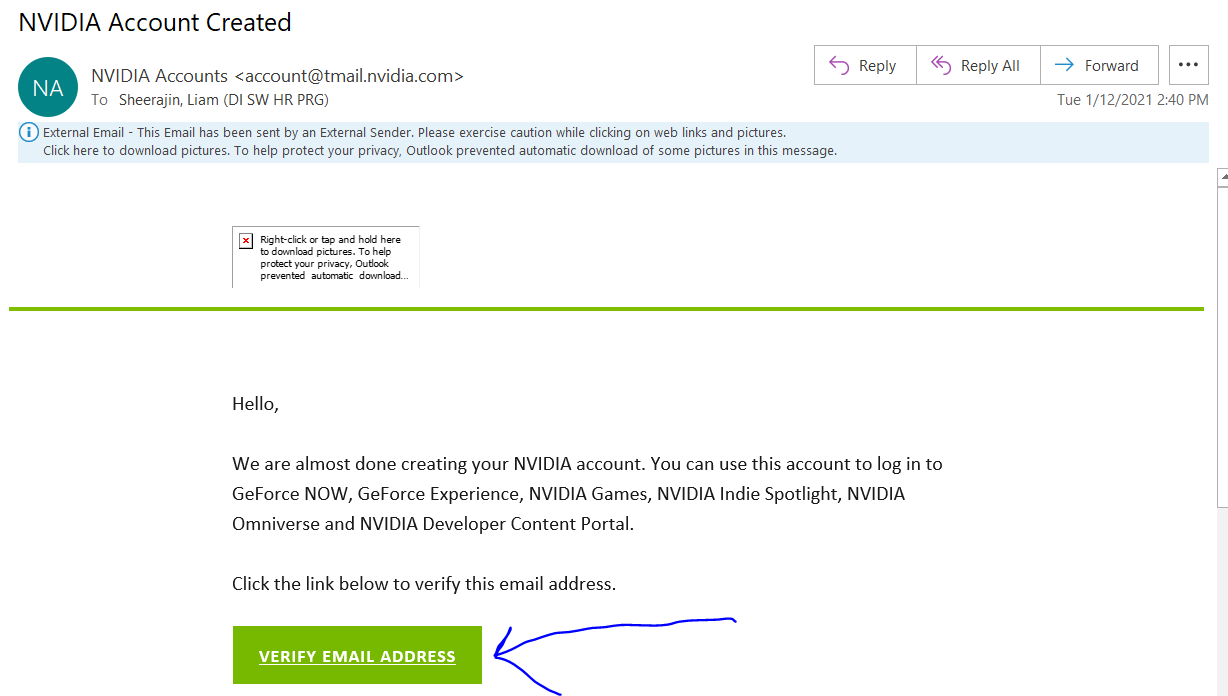 NVIDIA Account Created
NA
NVIDIA Accounts <account@tmail.nvidia.com>
To Sheerajin, Liam (DI SW HR PRG)
Reply
Reply All
Forward
Tue 1/12/2021 2:40 PM
External Email - This Email has been sent by an External Sender. Please exercise caution while clicking on web links and pictures.
Click here to download pictures. To help protect your privacy, Outlook prevented automatic download of some pictures in this message.
Right-click or tap and hold here
to download pictures. To help
protect your privacy, Outlook
prevented automatic download...
Hello,
We are almost done creating your NVIDIA account. You can use this account to log in to
GeForce NOW, GeForce Experience, NVIDIA Games, NVIDIA Indie Spotlight, NVIDIA
Omniverse and NVIDIA Developer Content Portal.
Click the link below to verify this email address.
VERIFY EMAIL ADDRESS